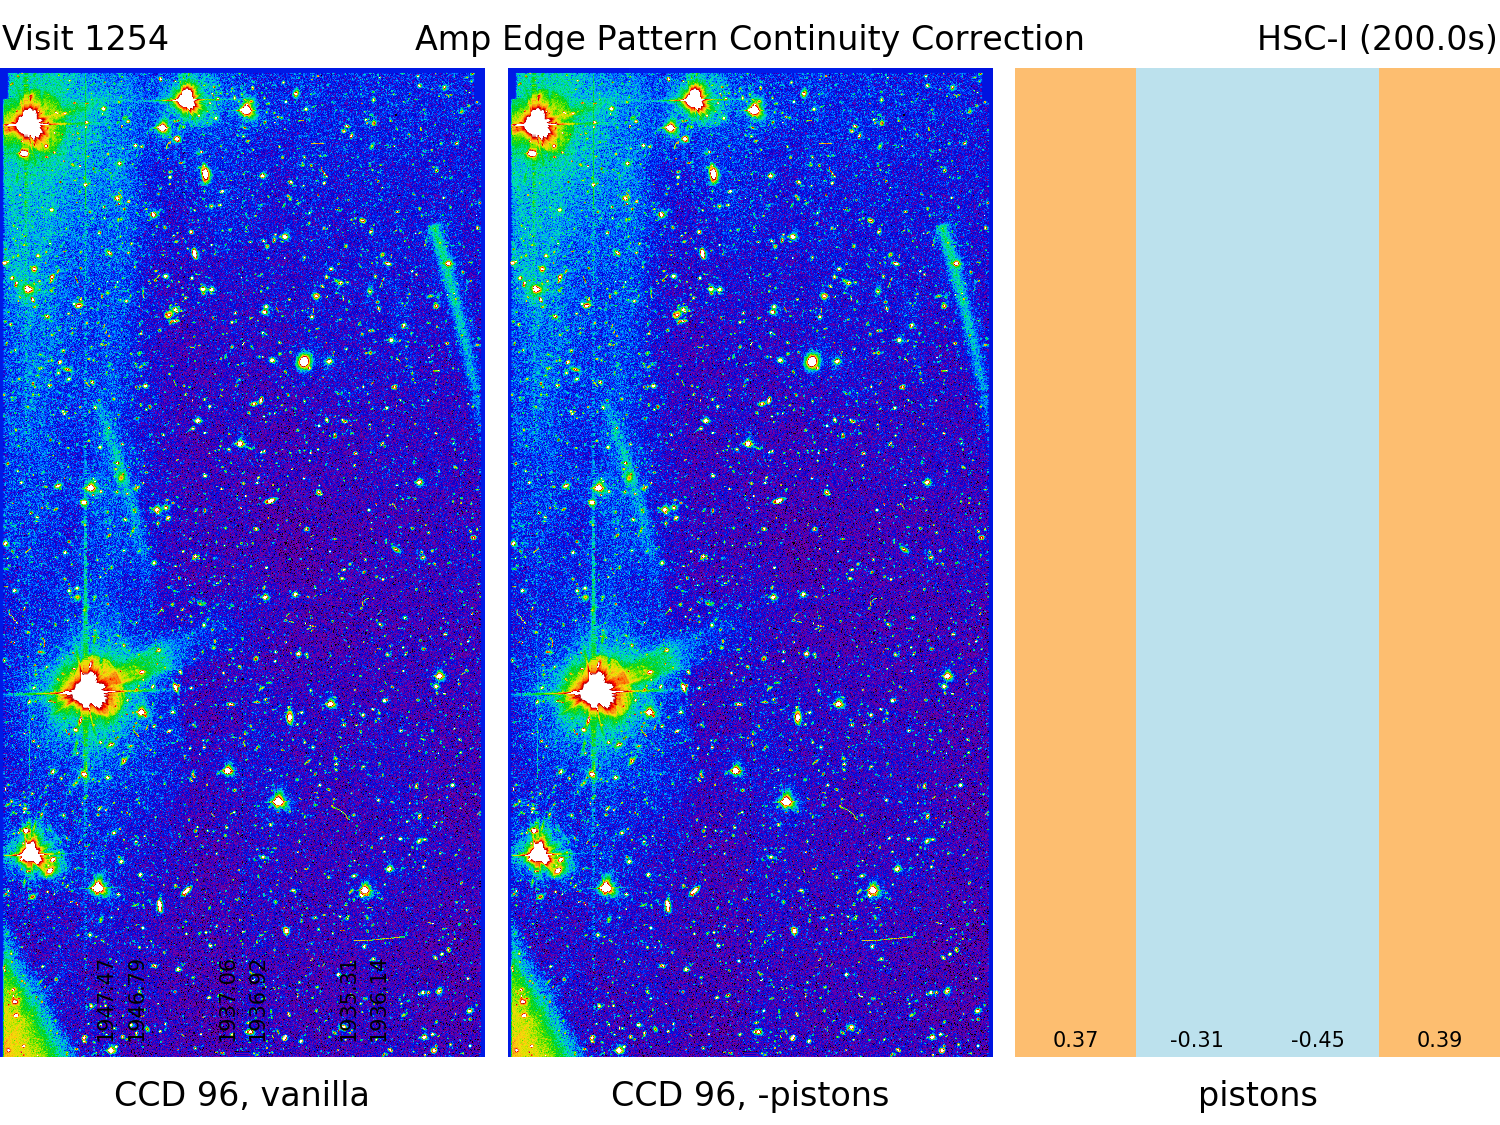 Visit 1254 Amp Edge Pattern Continuity Correction HSC-I (200.0s)
1947.47
1946.79
1937.06
1936.92
1935.31
1936.14
0.37 -0.31 -0.45 0.39
CCD 96, vanilla CCD 96, -pistons pistons